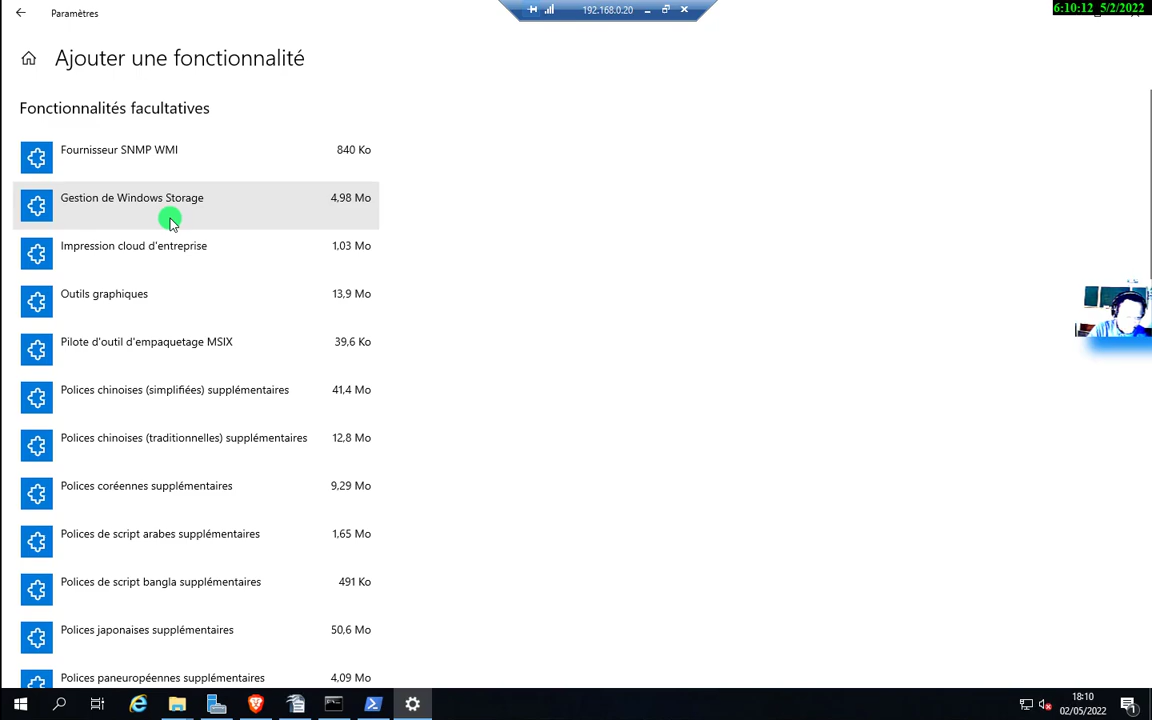 Paramètres
192.168.0.20
6:10:12 5/2/2022
Ajouter une fonctionnalité
Fonctionnalités facultatives
Fournisseur SNMP WMI 840 Ko
Gestion de Windows Storage 4,98 Mo
Impression cloud d'entreprise 1,03 Mo
Outils graphiques 13,9 Mo
Pilote d'outil d'empaquetage MSIX 39,6 Ko
Polices chinoises (simplifiées) supplémentaires 41,4 Mo
Polices chinoises (traditionnelles) supplémentaires 12,8 Mo
Polices coréennes supplémentaires 9,29 Mo
Polices de script arabes supplémentaires 1,65 Mo
Polices de script bangla supplémentaires 491 Ko
Polices japonaises supplémentaires 50,6 Mo
Polices paneuropéennes supplémentaires 4,09 Mo
18:10
02/05/2022
1